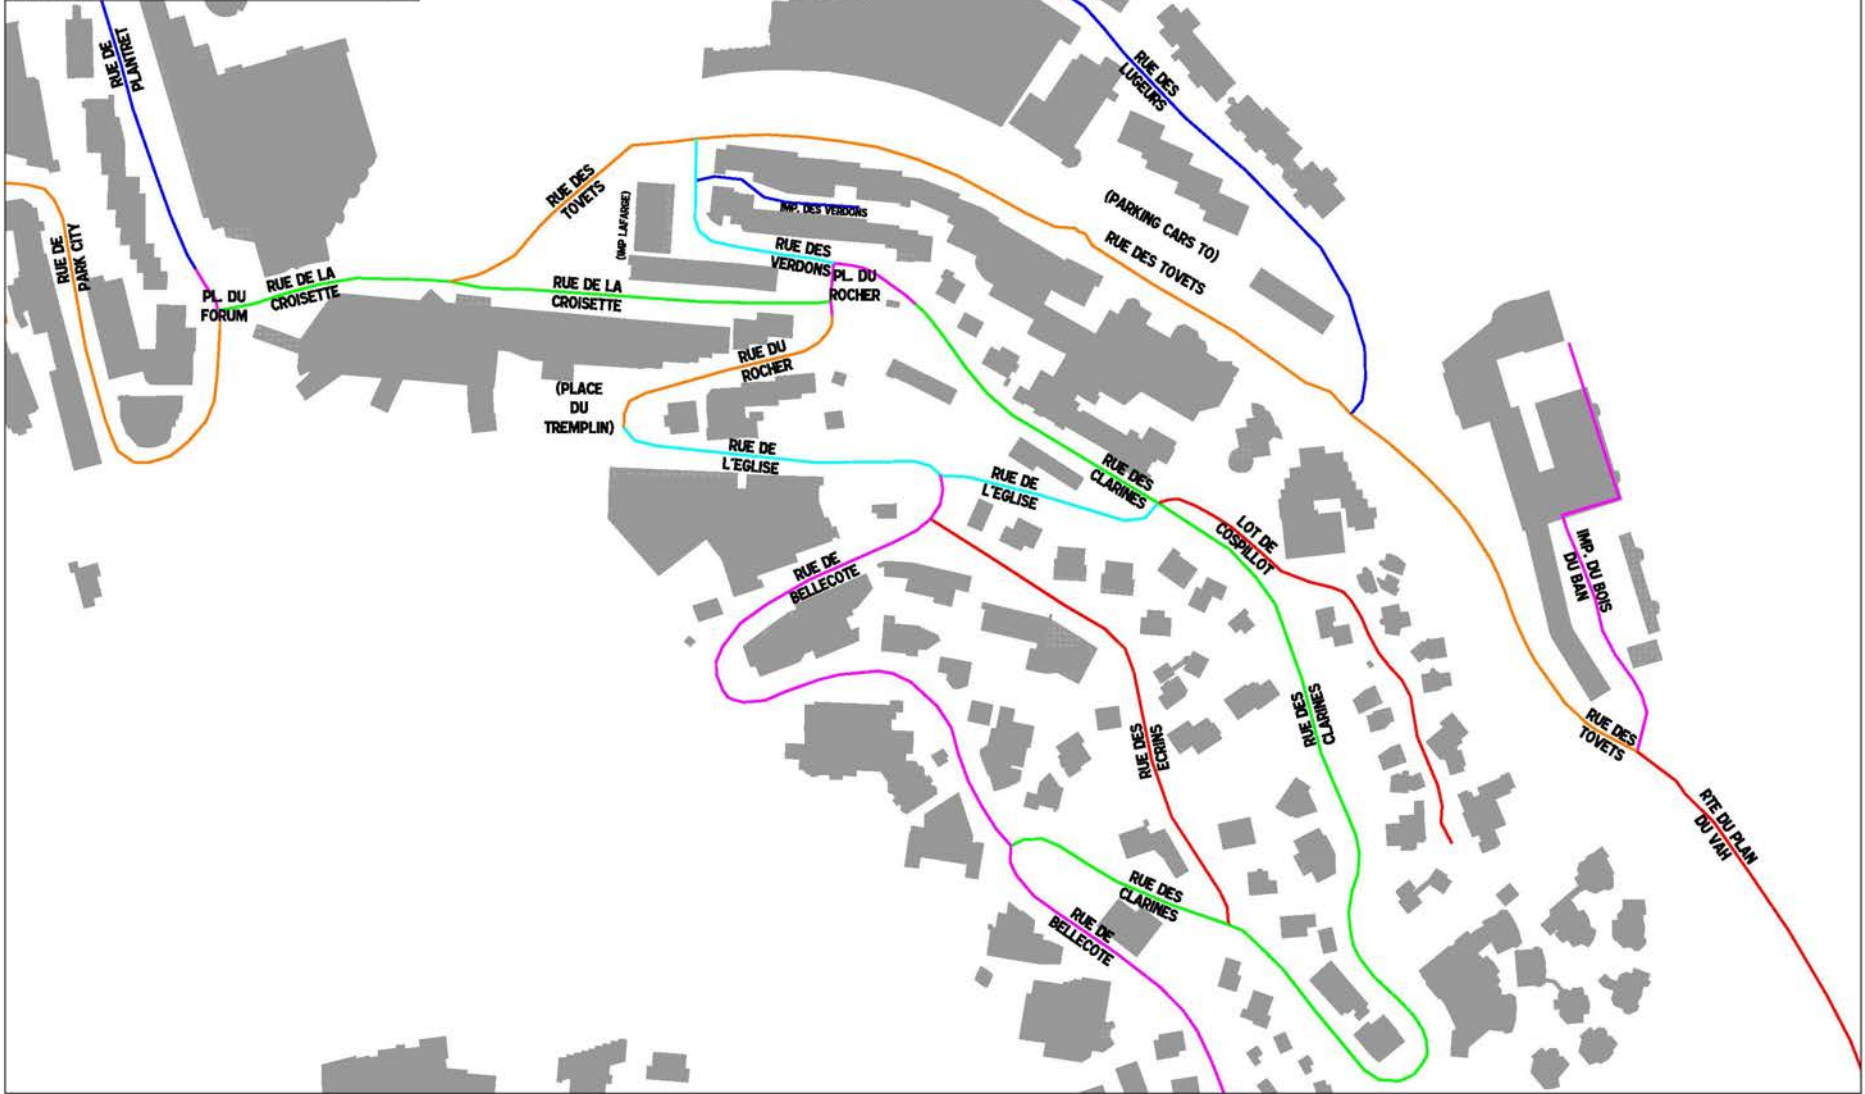 RUE DE
PLANTRET
RUE DES
LUGEURS
RUE DES
TOVETS
(IMP LAFARGE)
IMP. DES VERDONS
(PARKING CARS TO)
RUE DES TOVETS
RUE DE
PARK CITY
PL. DU
FORUM
RUE DE LA
CROISETTE
RUE DE LA
CROISETTE
RUE DES
VERDONS
PL. DU
ROCHER
RUE DU
ROCHER
(PLACE
DU
TREMPLIN)
RUE DE
L'EGLISE
RUE DE
L'EGLISE
RUE DES
CLARINES
LOT DE
COSPILLOT
IMP. DU BOIS
DU BAN
RUE DE
BELLECOTE
RUE DES
ECRINS
RUE DES
CLARINES
RUE DES
TOVETS
RTE DU PLAN
DU VAH
RUE DES
CLARINES
RUE DE
BELLECOTE